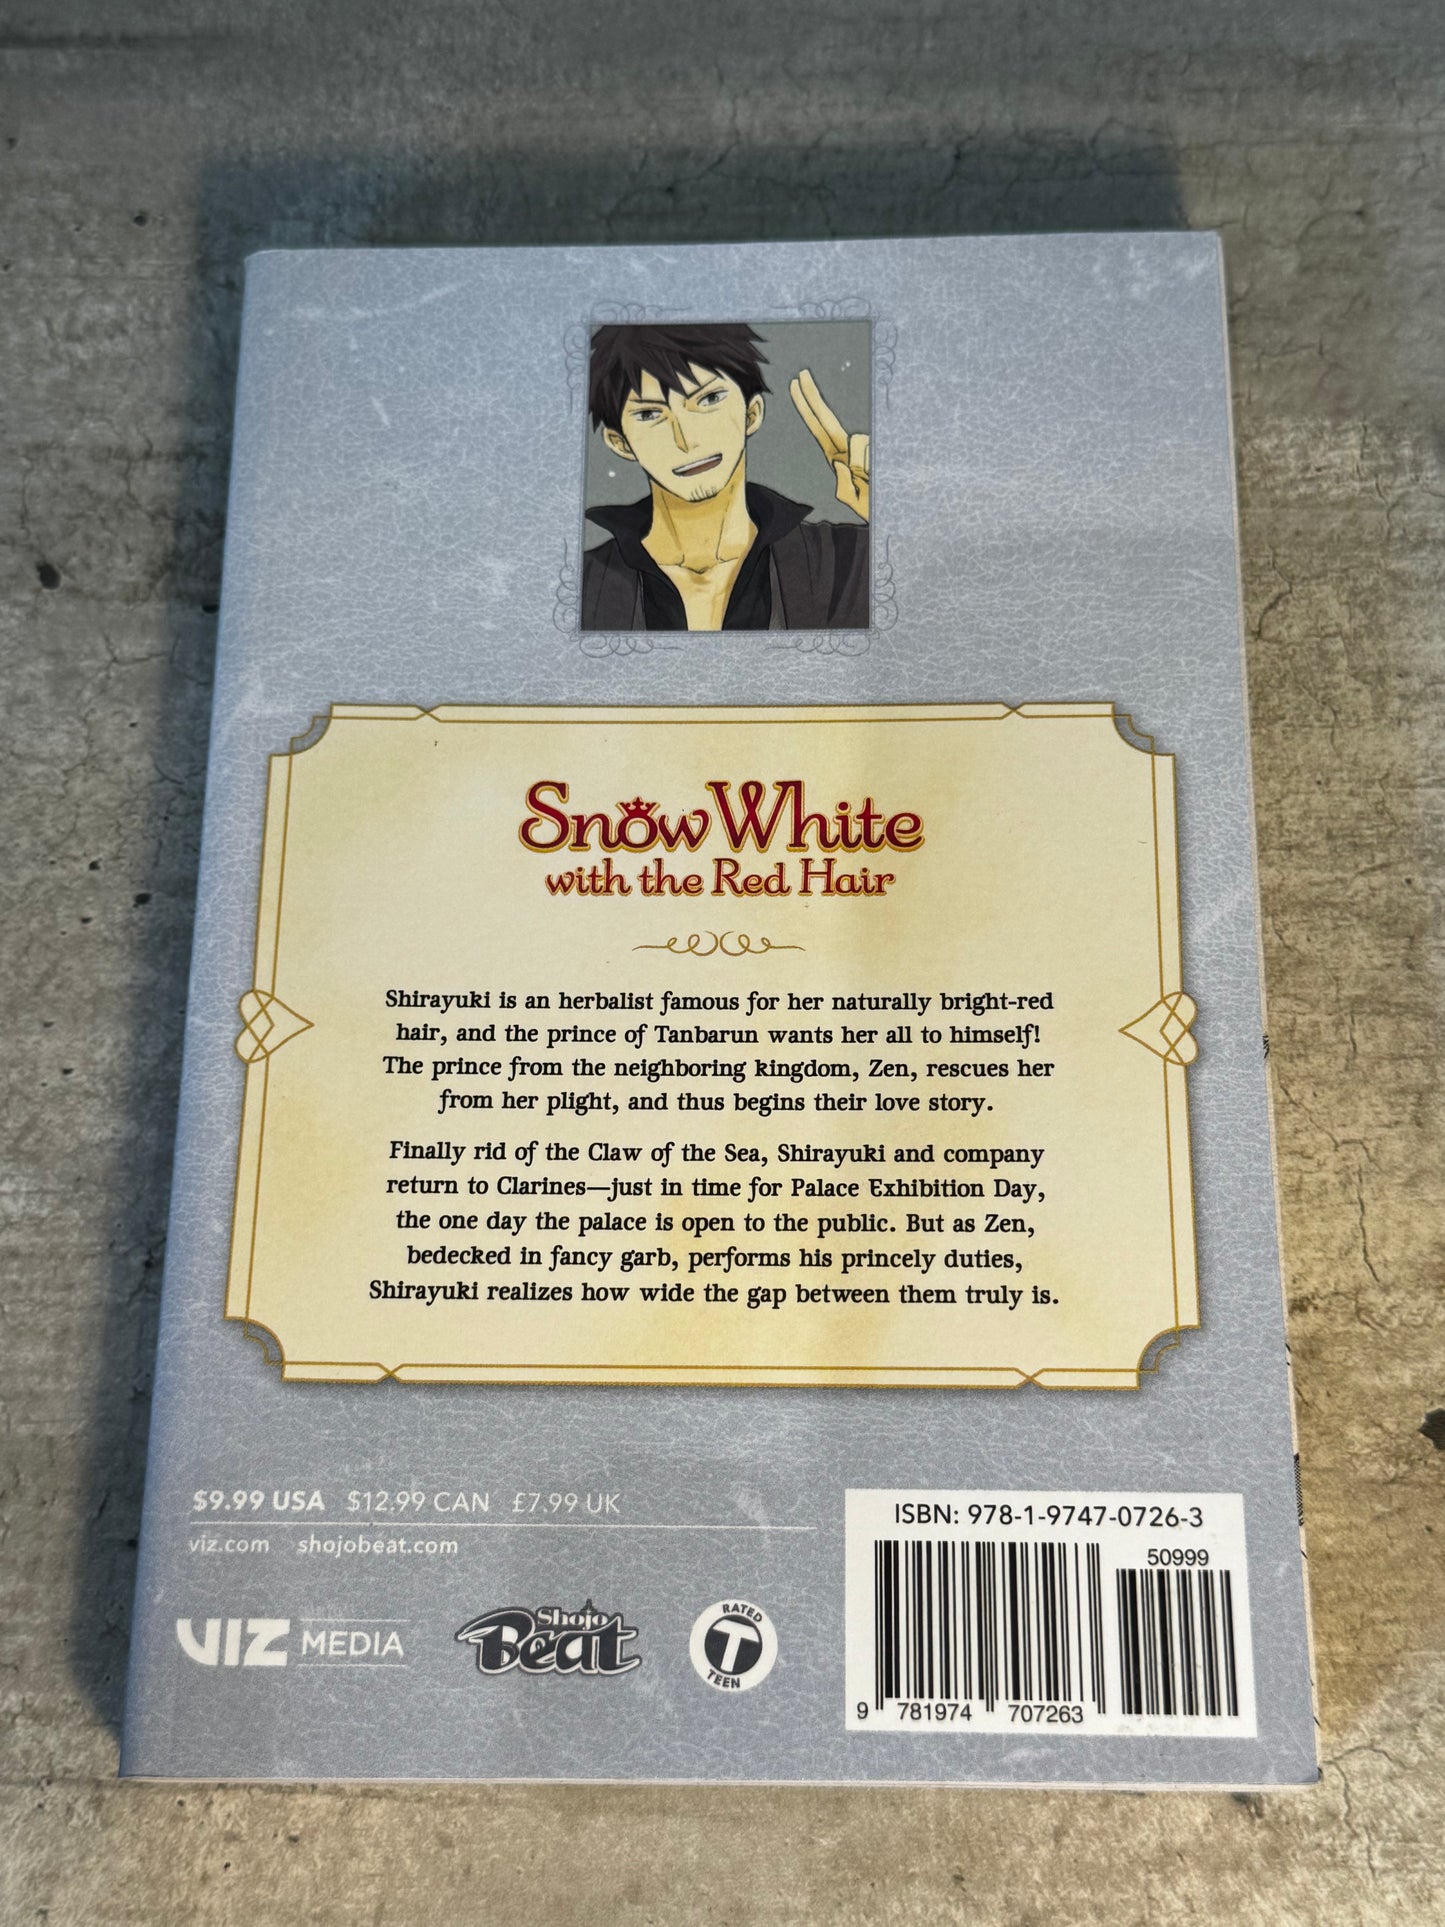 Snow White
with the Red Hair
Shirayuki is an herbalist famous for her naturally bright-red
hair, and the prince of Tanbarun wants her all to himself!
The prince from the neighboring kingdom, Zen, rescues her
from her plight, and thus begins their love story.
Finally rid of the Claw of the Sea, Shirayuki and company
return to Clarines—just in time for Palace Exhibition Day,
the one day the palace is open to the public. But as Zen,
bedecked in fancy garb, performs his princely duties,
Shirayuki realizes how wide the gap between them truly is.
$9.99 USA $12.99 CAN £7.99 UK
viz.com shojobeat.com
VIZ MEDIA
Shojo
Beat
RATED
T
TEEN
ISBN: 978-1-9747-0726-3
50999
9 781974 707263